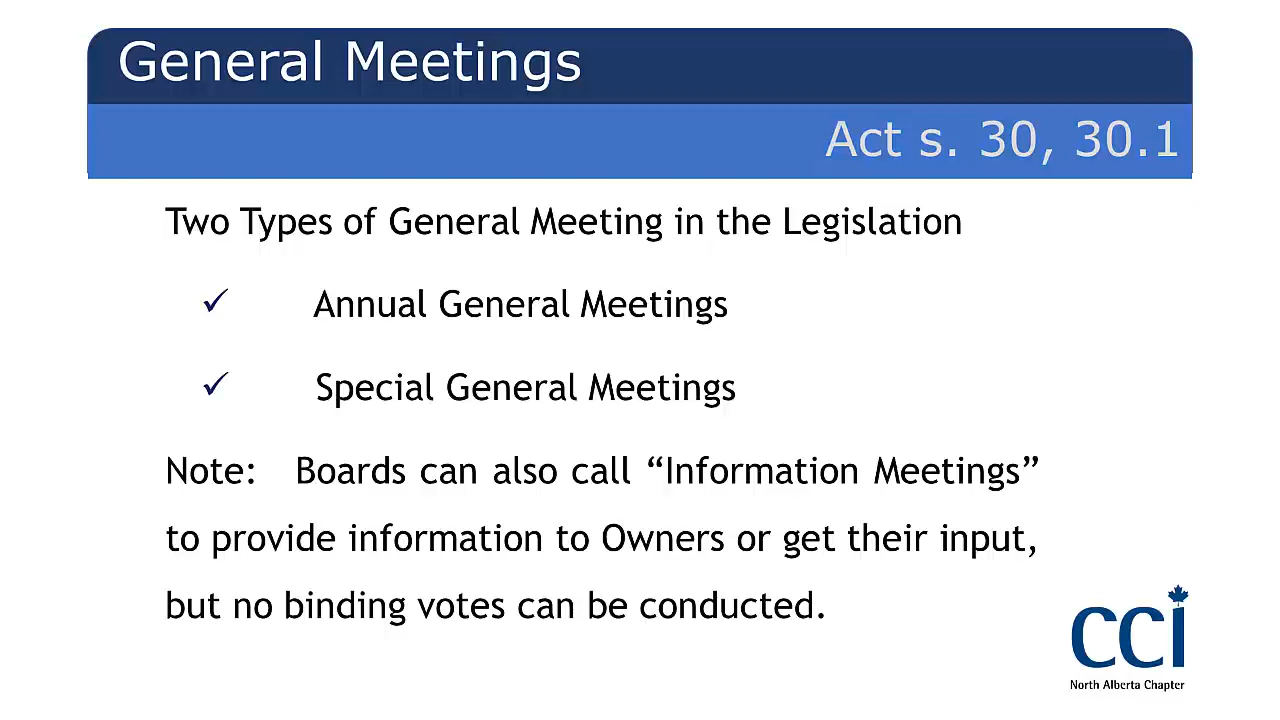 General Meetings
Act s. 30, 30.1
Two Types of General Meeting in the Legislation
✓ Annual General Meetings
✓ Special General Meetings
Note: Boards can also call “Information Meetings”
to provide information to Owners or get their input,
but no binding votes can be conducted.
CCI
North Alberta Chapter